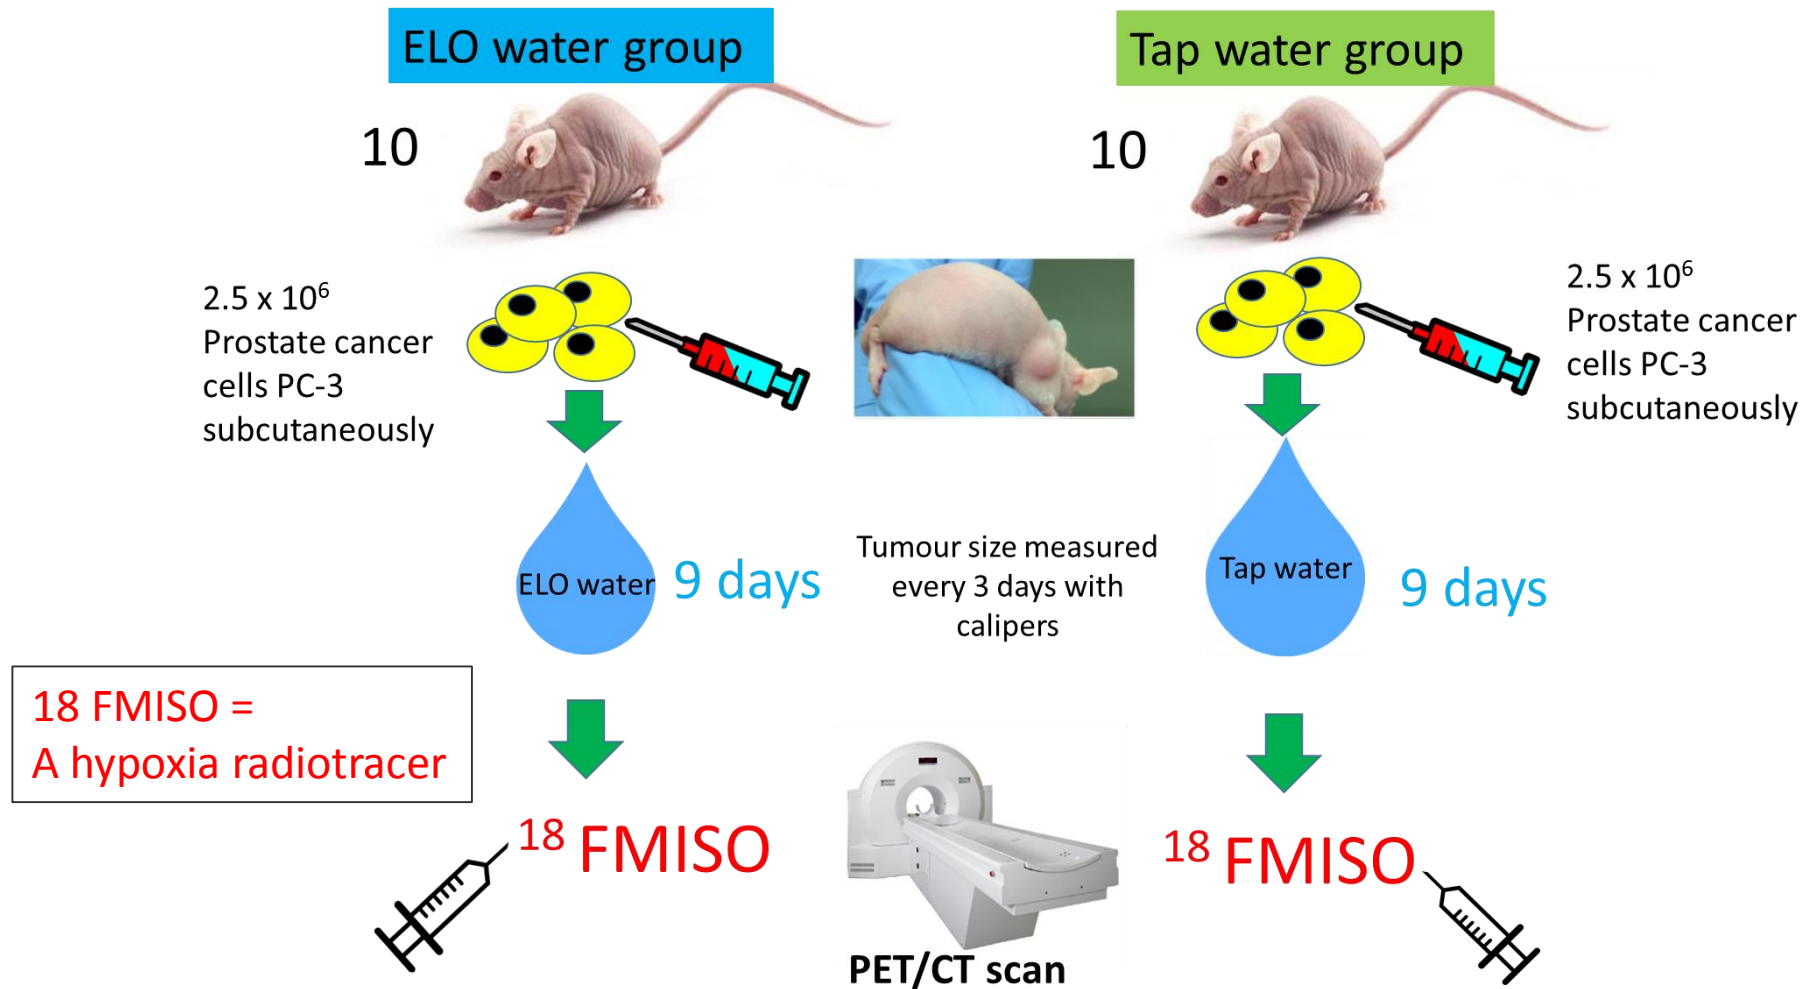 ELO water group
Tap water group
10
10
2.5 x 10⁶
Prostate cancer
cells PC-3
subcutaneously
2.5 x 10⁶
Prostate cancer
cells PC-3
subcutaneously
ELO water
9 days
Tumour size measured
every 3 days with
calipers
Tap water
9 days
18 FMISO =
A hypoxia radiotracer
¹⁸ FMISO
¹⁸ FMISO
PET/CT scan